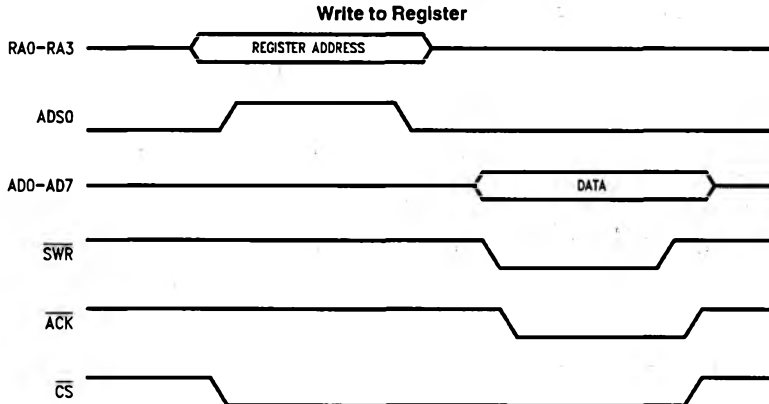 Write to Register
RA0-RA3
REGISTER ADDRESS
ADS0
AD0-AD7
DATA
SWR
ACK
CS